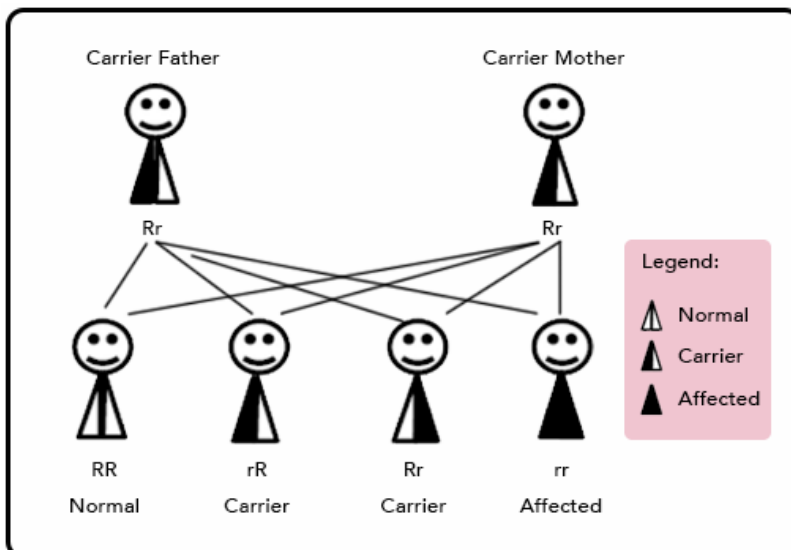 Carrier Father
Carrier Mother
Rr
Rr
Legend:
Normal
Carrier
Affected
RR
rR
Rr
rr
Normal
Carrier
Carrier
Affected